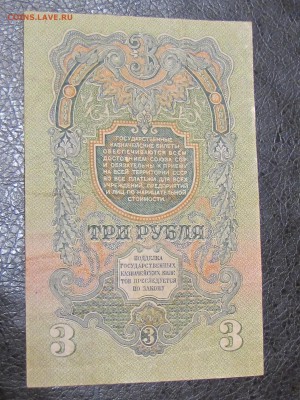 COINS.LAVE.RU
3
ГОСУДАРСТВЕННЫЕ
КАЗНАЧЕЙСКИЕ БИЛЕТЫ
ОБЕСПЕЧИВАЮТСЯ ВСЕМ
ДОСТОЯНИЕМ СОЮЗА ССР
И ОБЯЗАТЕЛЬНЫ К ПРИЕМУ
НА ВСЕЙ ТЕРРИТОРИИ СССР
ВО ВСЕ ПЛАТЕЖИ ДЛЯ ВСЕХ
УЧРЕЖДЕНИЙ, ПРЕДПРИЯТИЙ
И ЛИЦ ПО НАРИЦАТЕЛЬНОЙ
СТОИМОСТИ.
ТРИ РУБЛЯ
ПОДДЕЛКА
ГОСУДАРСТВЕННЫХ
КАЗНАЧЕЙСКИХ БИЛЕ-
ТОВ ПРЕСЛЕДУЕТСЯ
ПО ЗАКОНУ
3 3 3